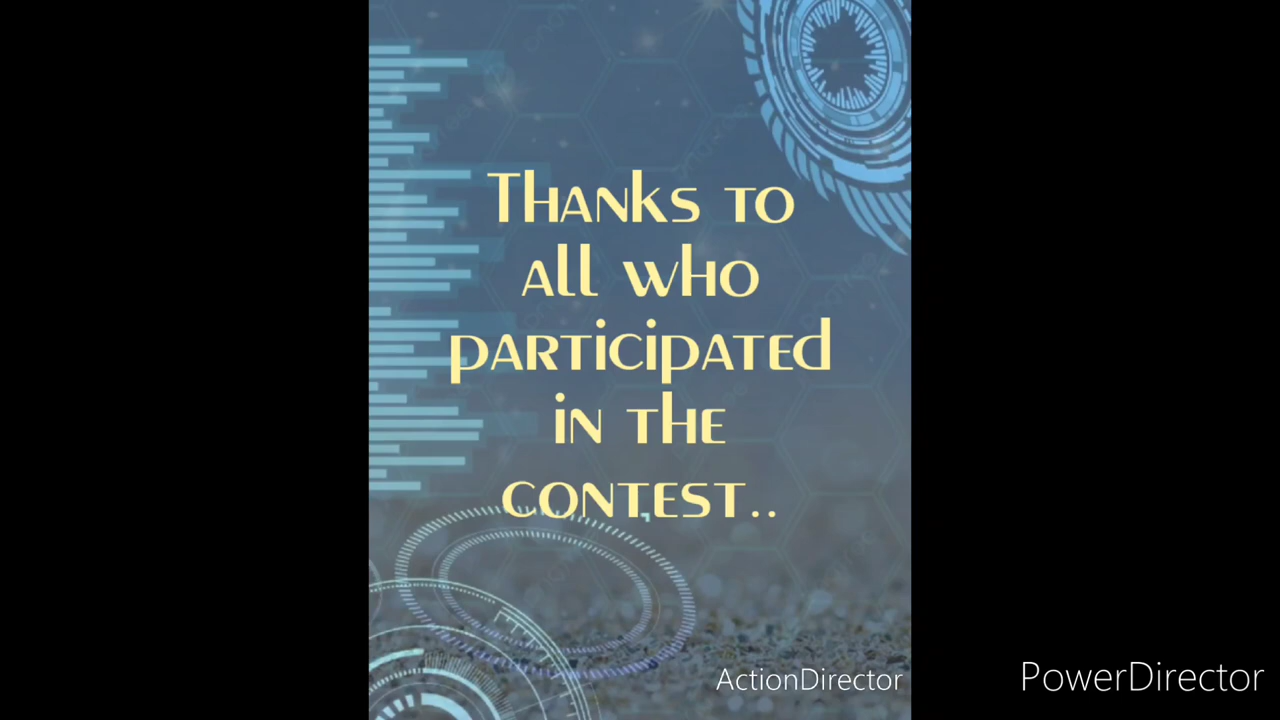 Thanks to
all who
participated
in the
contest..
ActionDirector
PowerDirector